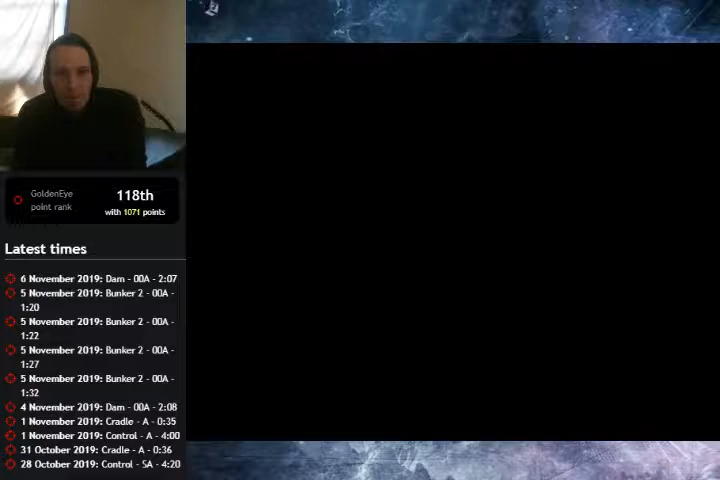 GoldenEye
point rank
118th
with 1071 points
Latest times
6 November 2019: Dam - 00A - 2:07
5 November 2019: Bunker 2 - 00A -
1:20
5 November 2019: Bunker 2 - 00A -
1:22
5 November 2019: Bunker 2 - 00A -
1:27
5 November 2019: Bunker 2 - 00A -
1:32
4 November 2019: Dam - 00A - 2:08
1 November 2019: Cradle - A - 0:35
1 November 2019: Control - A - 4:00
31 October 2019: Cradle - A - 0:36
28 October 2019: Control - SA - 4:20